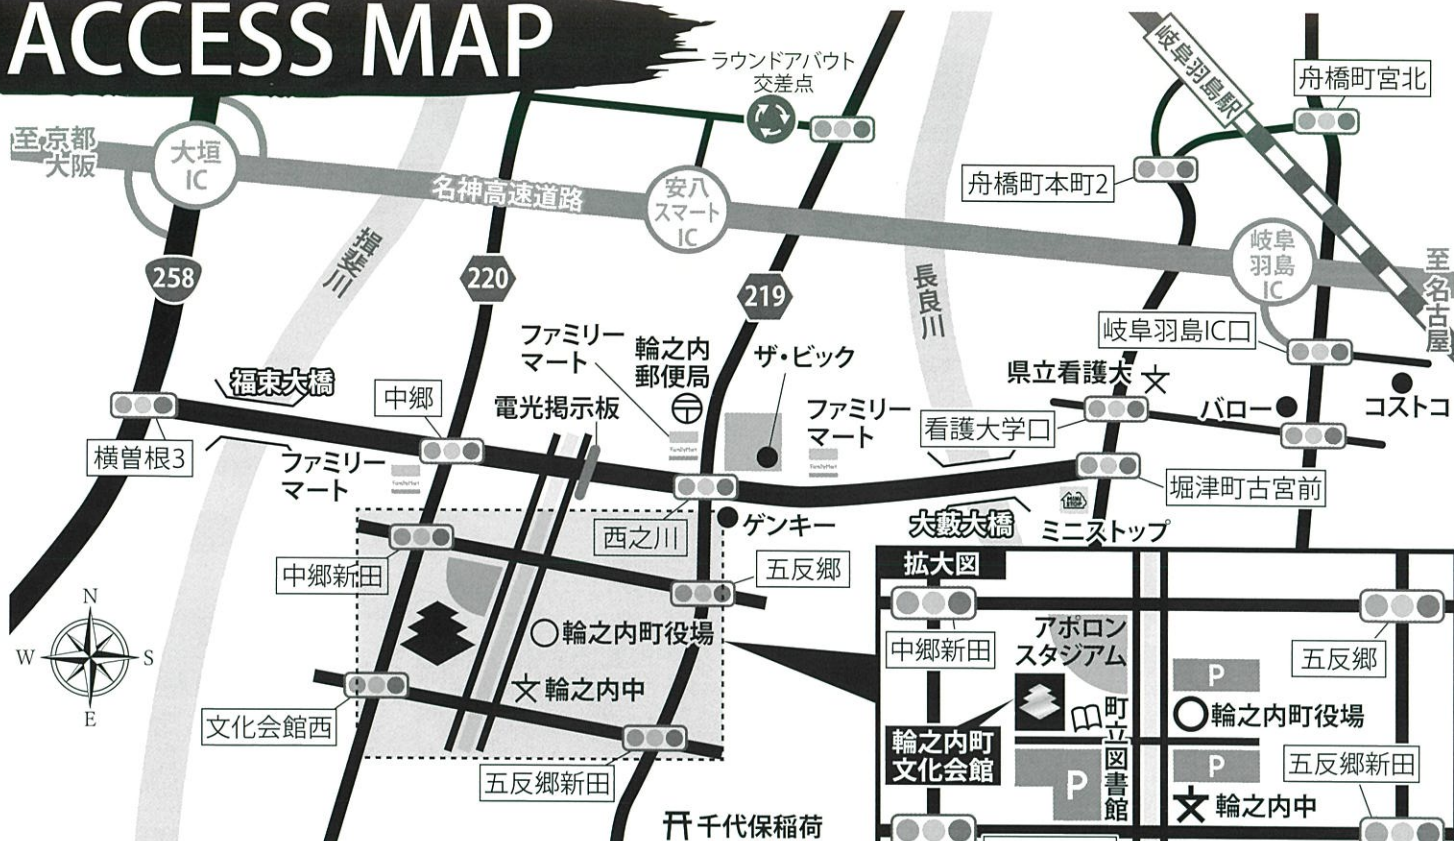 ACCESS MAP
ラウンドアバウト
交差点
岐阜羽島駅
舟橋町宮北
至 京都
大阪
大垣
IC
名神高速道路
安八
スマート
IC
舟橋町本町2
岐阜
羽島
IC
至名古屋
揖斐川
258
220
219
長良川
岐阜羽島IC口
ファミリー
マート
輪之内
郵便局
ザ・ビック
県立看護大
バロー
コストコ
福束大橋
中郷
電光掲示板
ファミリー
マート
看護大学口
横曽根3
ファミリー
マート
FamilyMart
FamilyMart
FamilyMart
堀津町古宮前
西之川
ゲンキー
大藪大橋
ミニストップ
中郷新田
五反郷
N
W
S
E
輪之内町役場
輪之内中
文化会館西
五反郷新田
千代保稲荷
拡大図
中郷新田
アポロン
スタジアム
五反郷
P
町立図書館
輪之内町役場
輪之内町
文化会館
P
P
五反郷新田
輪之内中